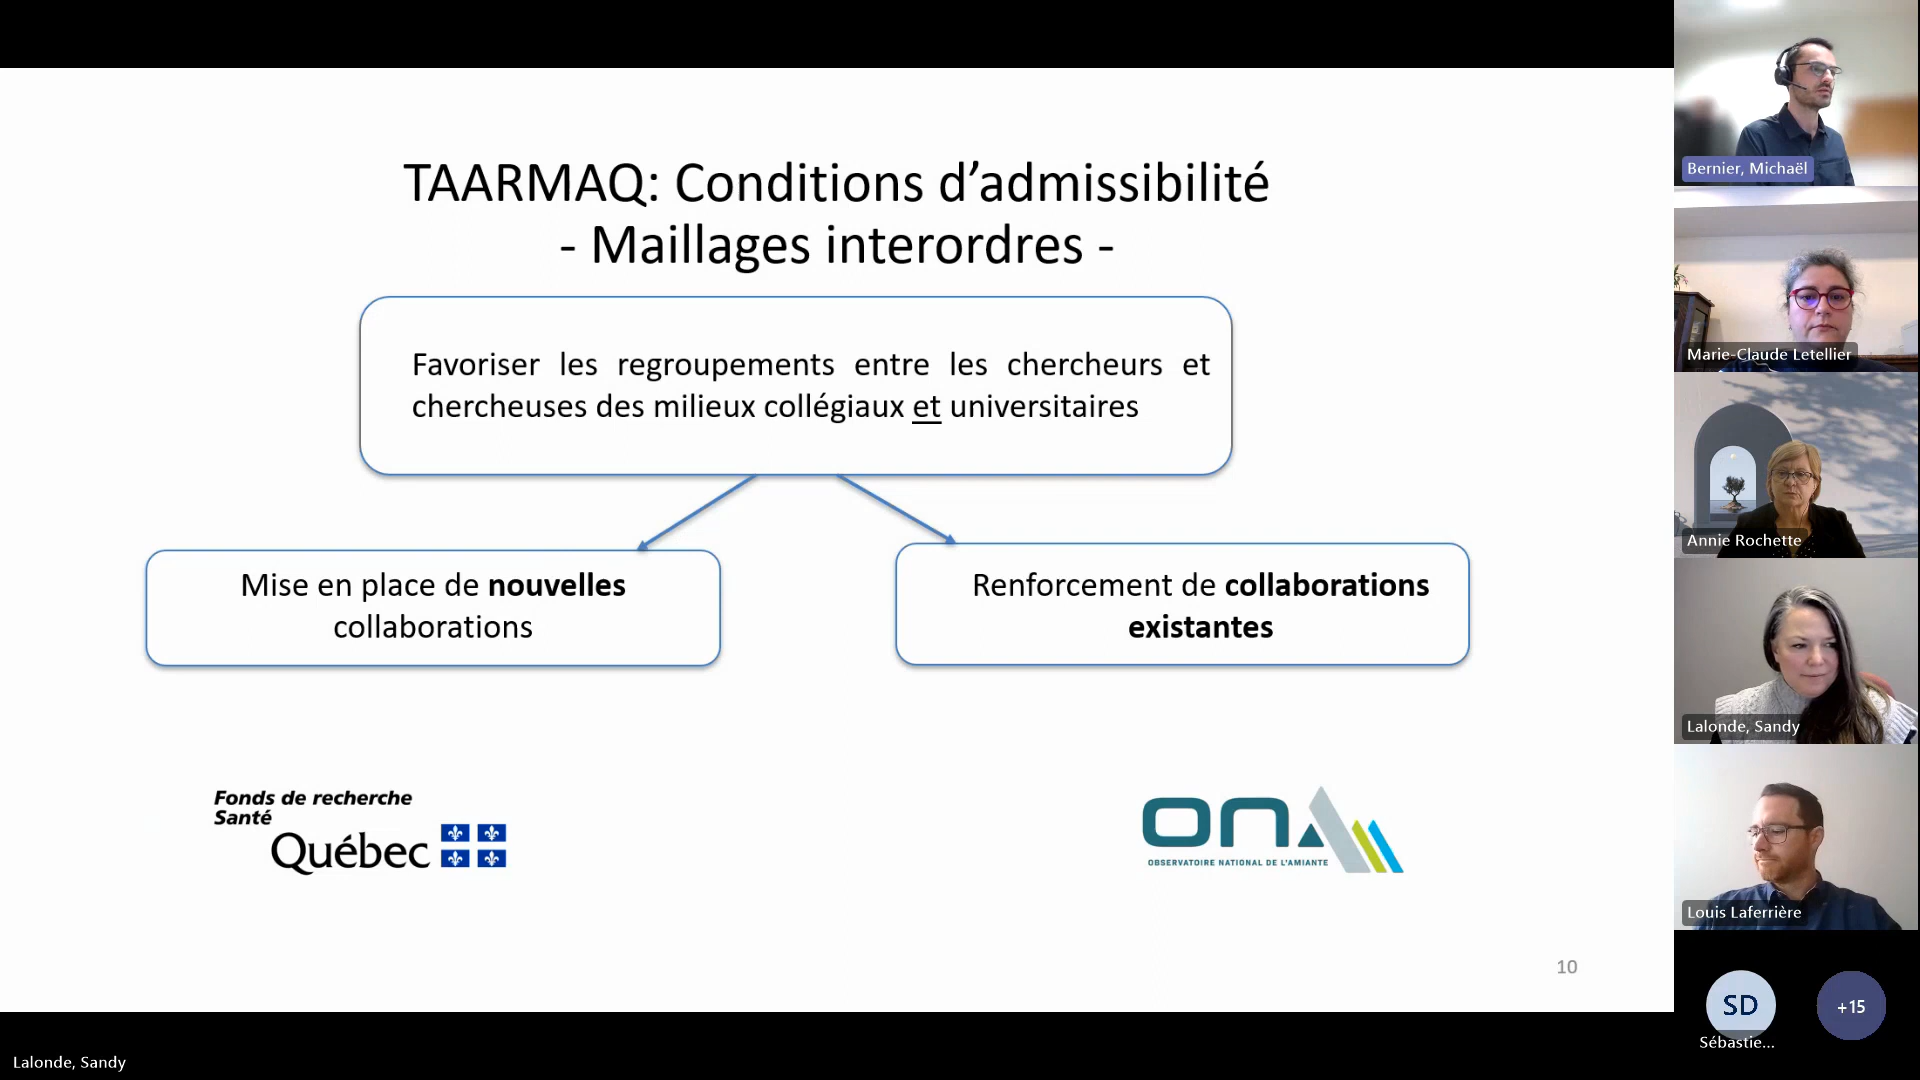 TAARMAQ: Conditions d’admissibilité
- Maillages interordres -
Favoriser les regroupements entre les chercheurs et
chercheuses des milieux collégiaux et universitaires
Mise en place de nouvelles
collaborations
Renforcement de collaborations
existantes
Fonds de recherche
Santé
Québec
ONA
OBSERVATOIRE NATIONAL DE L'AMIANTE
10
Bernier, Michaël
Marie-Claude Letellier
Annie Rochette
Lalonde, Sandy
Louis Laferrière
SD
+15
Sébastie...
Lalonde, Sandy